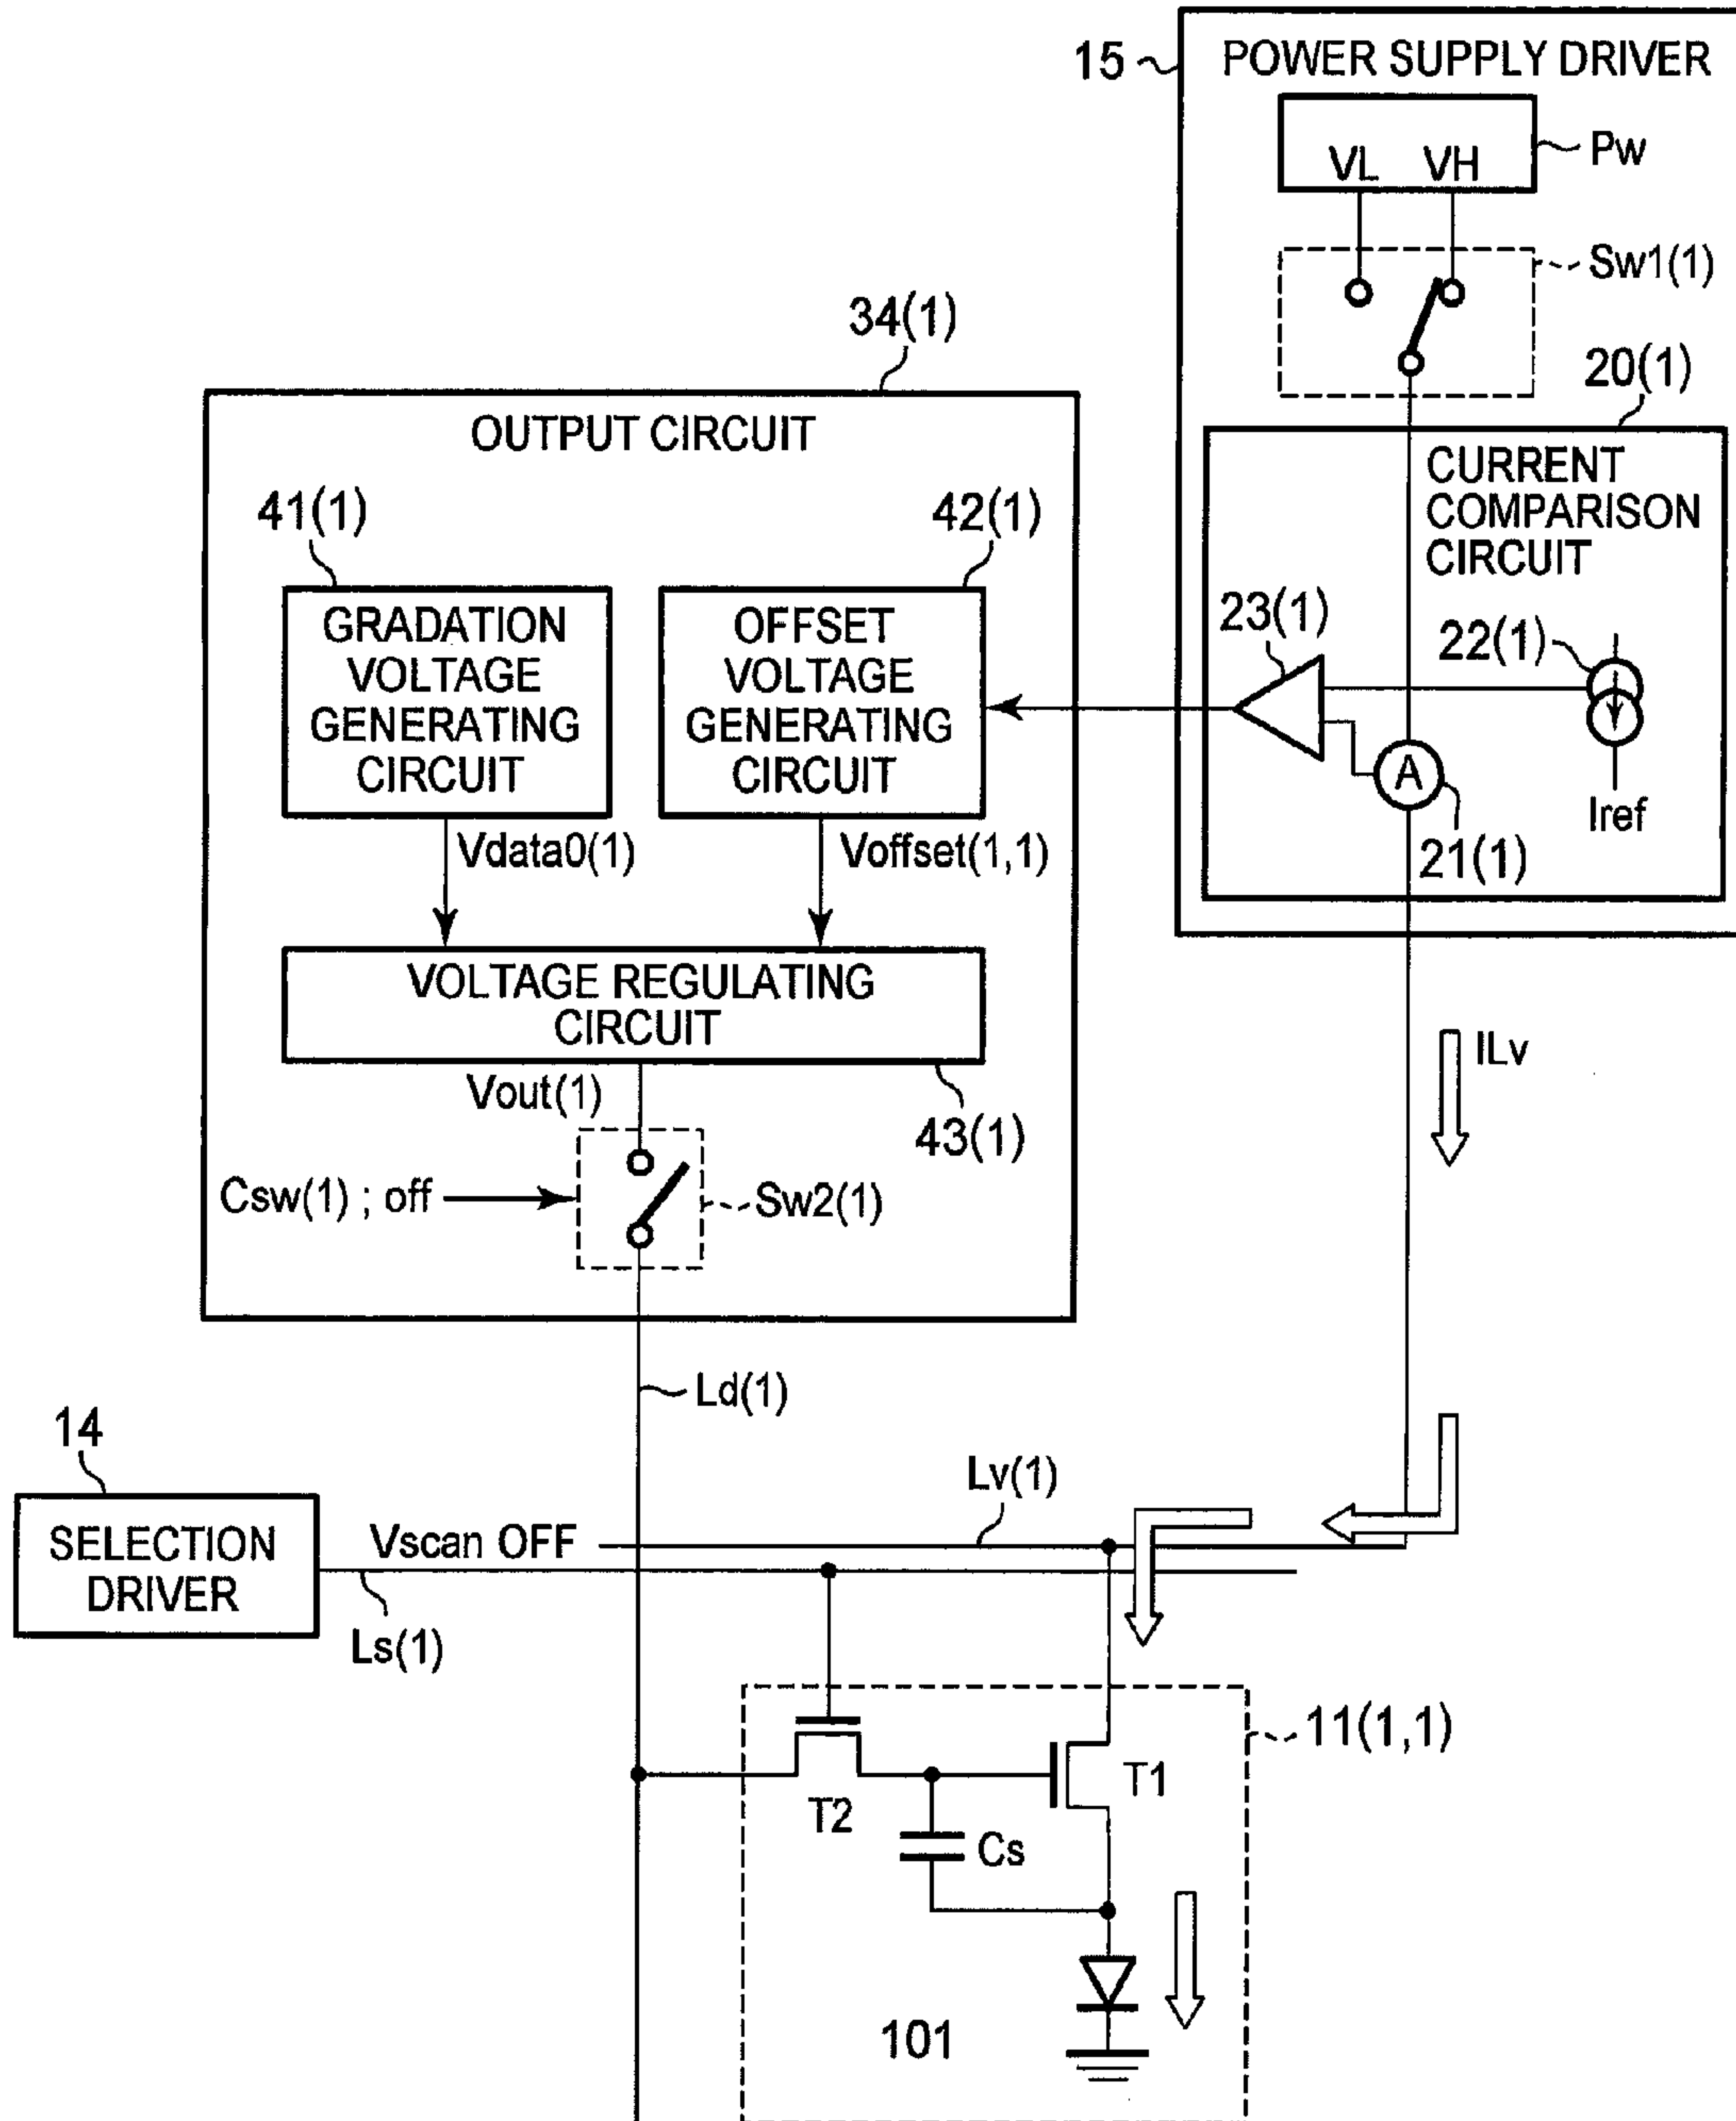 15
POWER SUPPLY DRIVER
VL VH
Pw
Sw1(1)
34(1)
20(1)
OUTPUT CIRCUIT
CURRENT
COMPARISON
CIRCUIT
41(1)
42(1)
GRADATION
VOLTAGE
GENERATING
CIRCUIT
OFFSET
VOLTAGE
GENERATING
CIRCUIT
23(1)
22(1)
A
Iref
21(1)
Vdata0(1)
Voffset(1,1)
VOLTAGE REGULATING
CIRCUIT
Vout(1)
43(1)
ILv
Csw(1) ; off
Sw2(1)
Ld(1)
14
SELECTION
DRIVER
Vscan OFF
Lv(1)
Ls(1)
11(1,1)
T1
T2
Cs
101